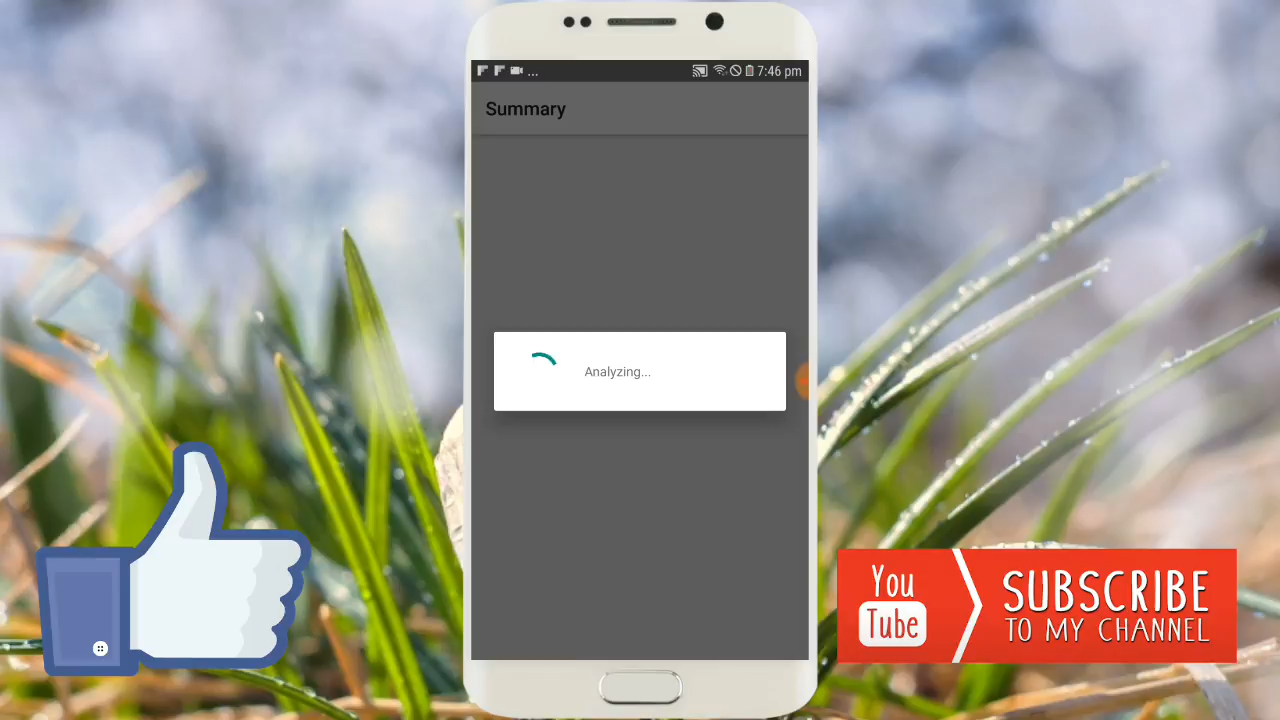 ... 7:46 pm
Summary
Analyzing...
You
Tube
SUBSCRIBE
TO MY CHANNEL